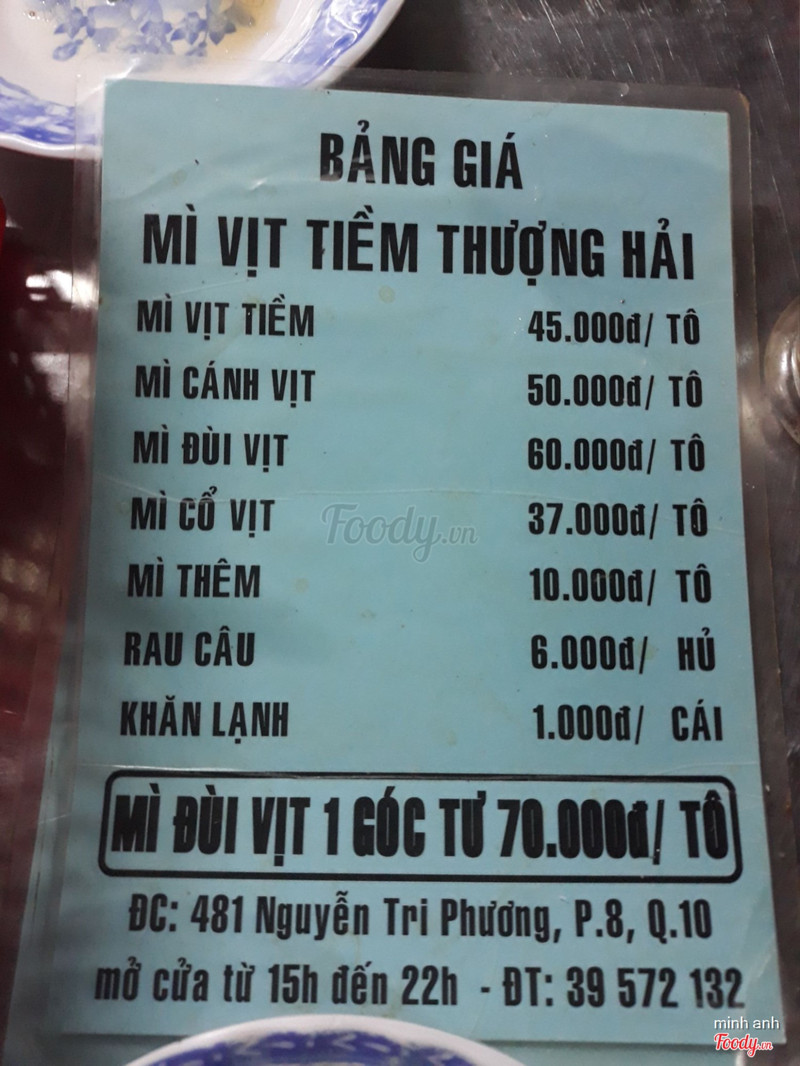 BẢNG GIÁ
MÌ VỊT TIỀM THƯỢNG HẢI
MÌ VỊT TIỀM 45.000đ/ TÔ
MÌ CÁNH VỊT 50.000đ/ TÔ
MÌ ĐÙI VỊT 60.000đ/ TÔ
MÌ CỔ VỊT 37.000đ/ TÔ
Foody.vn
MÌ THÊM 10.000đ/ TÔ
RAU CÂU 6.000đ/ HỦ
KHĂN LẠNH 1.000đ/ CÁI
MÌ ĐÙI VỊT 1 GÓC TƯ 70.000đ/ TÔ
ĐC: 481 Nguyễn Tri Phương, P.8, Q.10
mở cửa từ 15h đến 22h - ĐT: 39 572 132
minh anh
Foody.vn